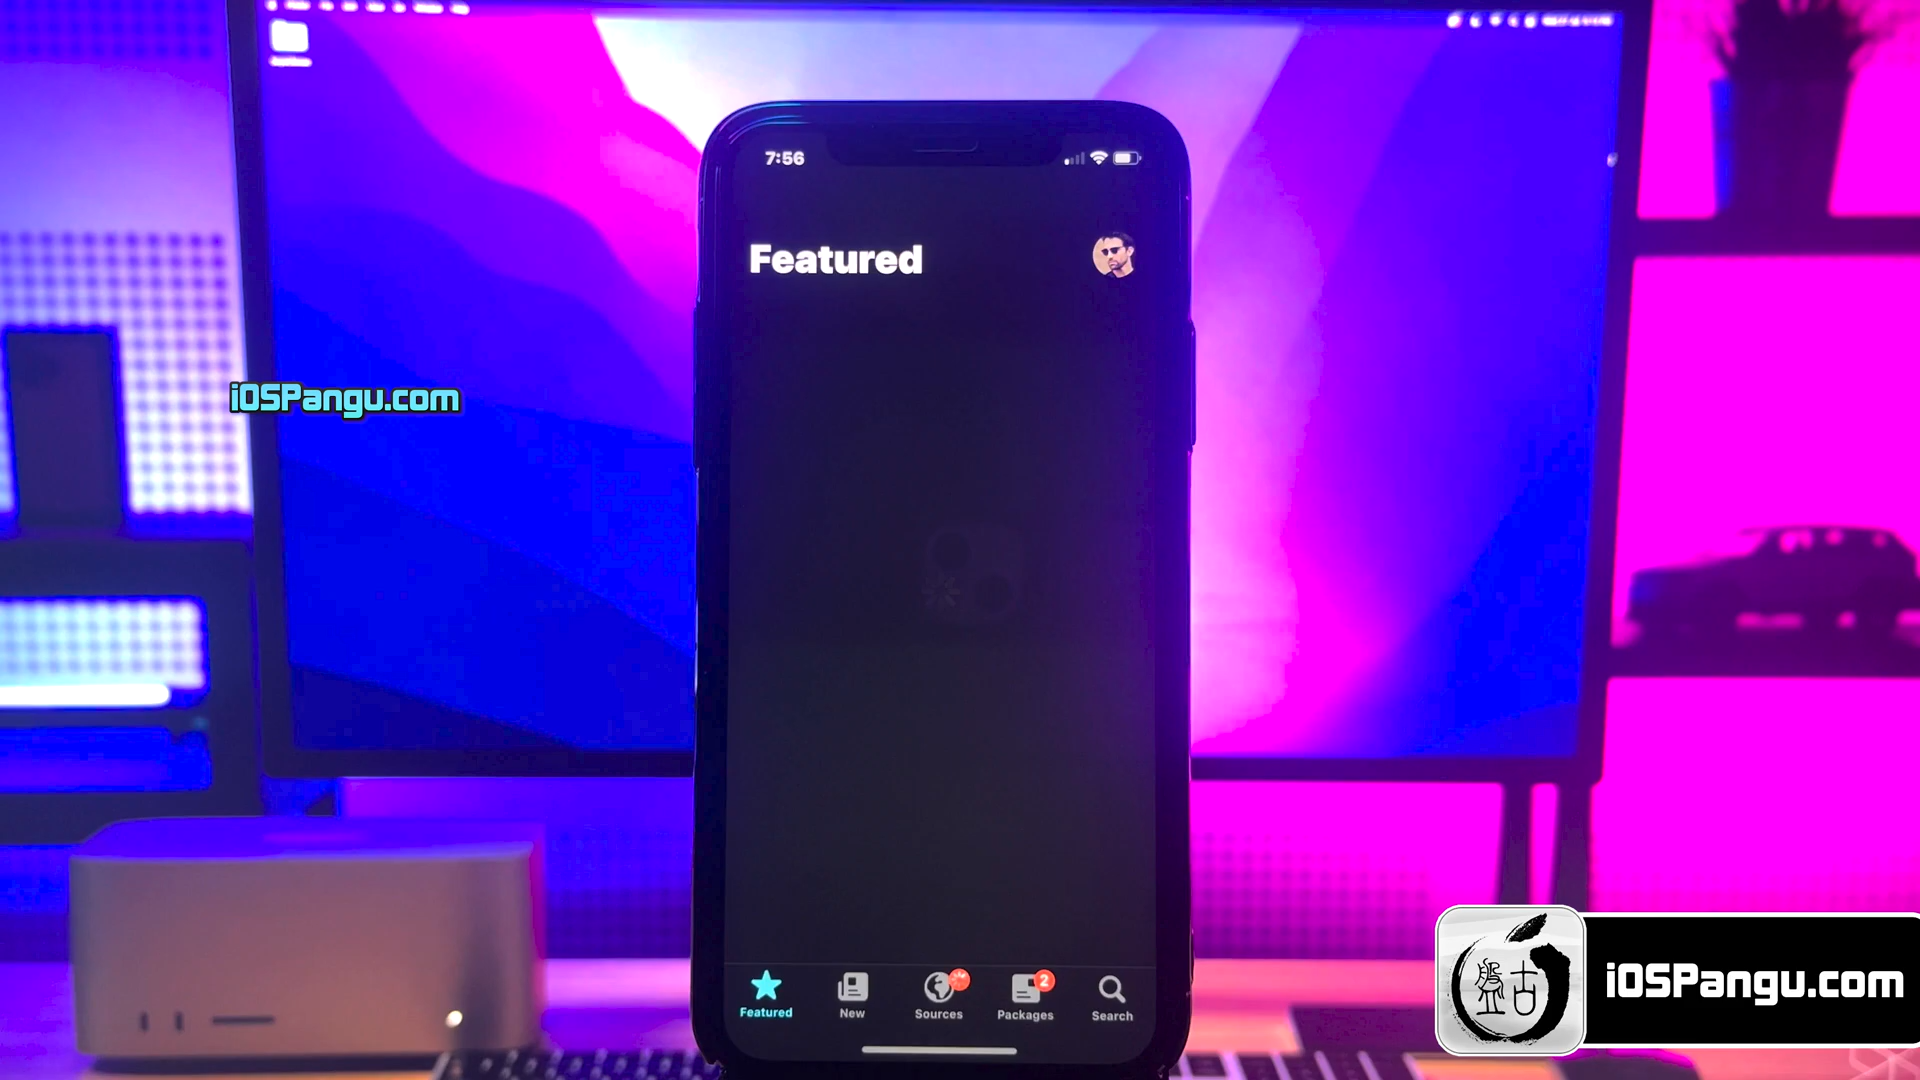 7:56
Featured
iOSPangu.com
2
Featured
New
Sources
Packages
Search
盤古
iOSPangu.com